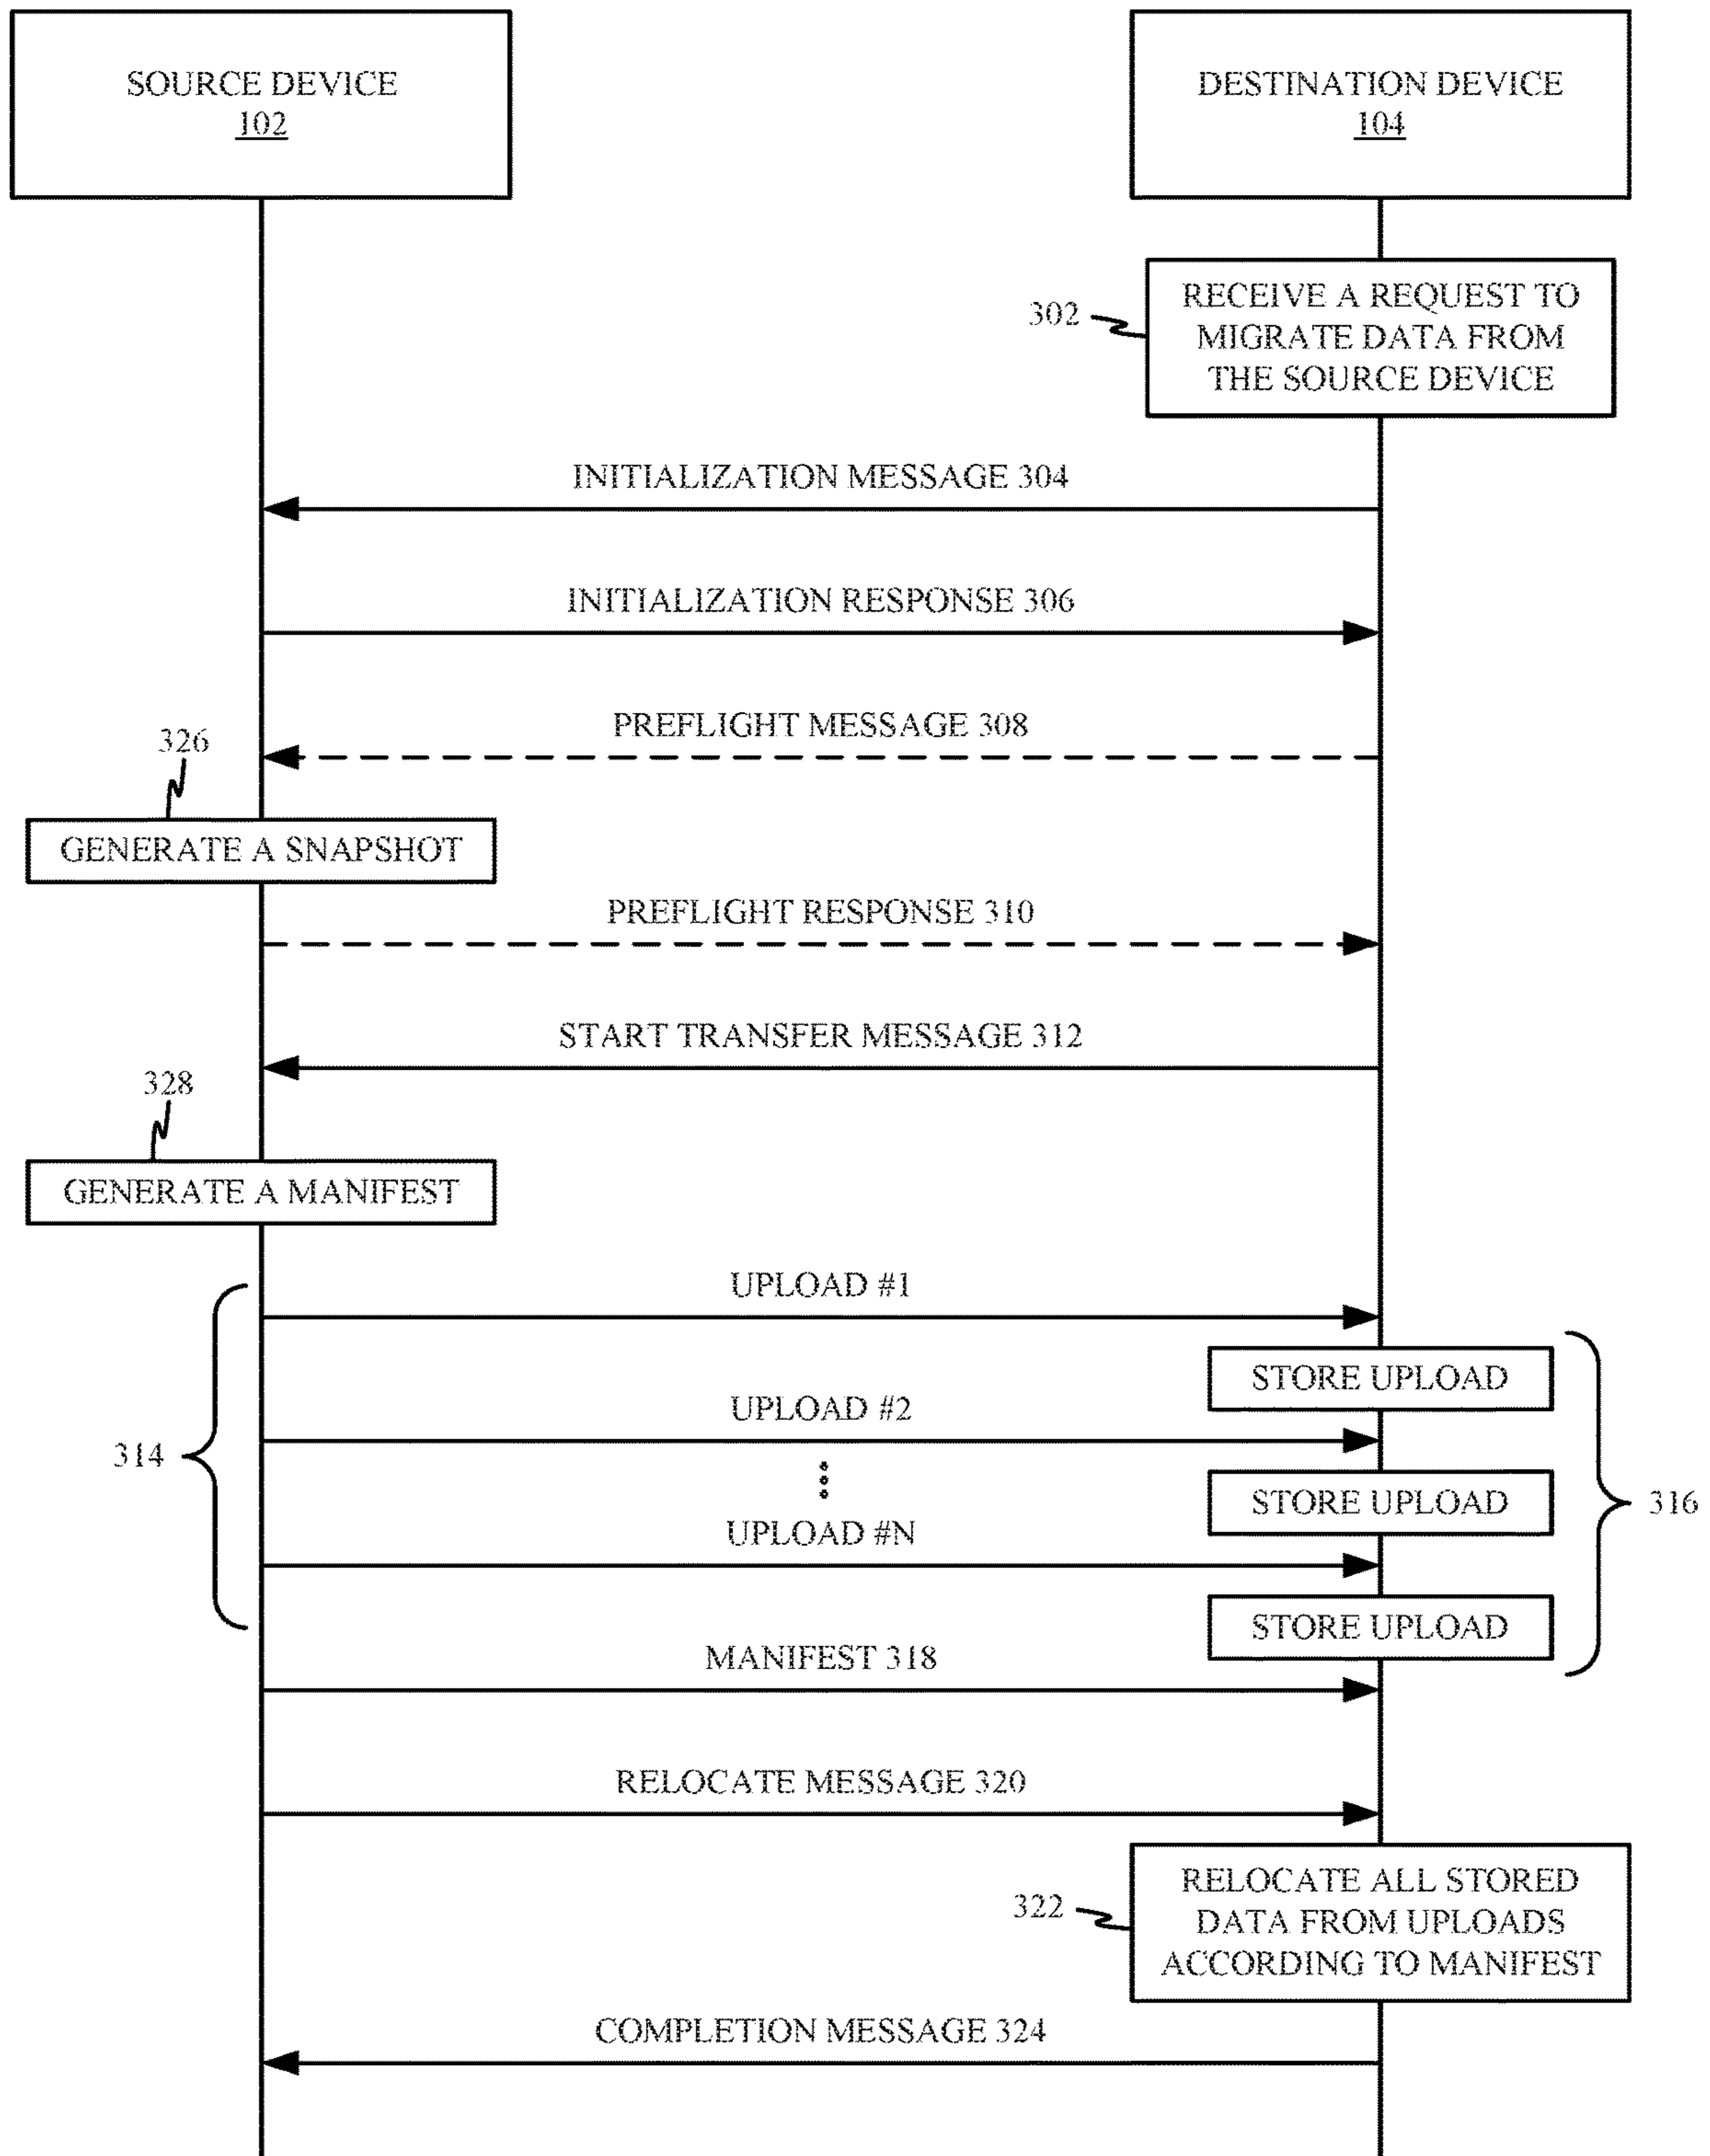 SOURCE DEVICE
102
DESTINATION DEVICE
104
302
RECEIVE A REQUEST TO
MIGRATE DATA FROM
THE SOURCE DEVICE
INITIALIZATION MESSAGE 304
INITIALIZATION RESPONSE 306
PREFLIGHT MESSAGE 308
326
GENERATE A SNAPSHOT
PREFLIGHT RESPONSE 310
START TRANSFER MESSAGE 312
328
GENERATE A MANIFEST
UPLOAD #1
STORE UPLOAD
UPLOAD #2
314
STORE UPLOAD
316
UPLOAD #N
STORE UPLOAD
MANIFEST 318
RELOCATE MESSAGE 320
322
RELOCATE ALL STORED
DATA FROM UPLOADS
ACCORDING TO MANIFEST
COMPLETION MESSAGE 324